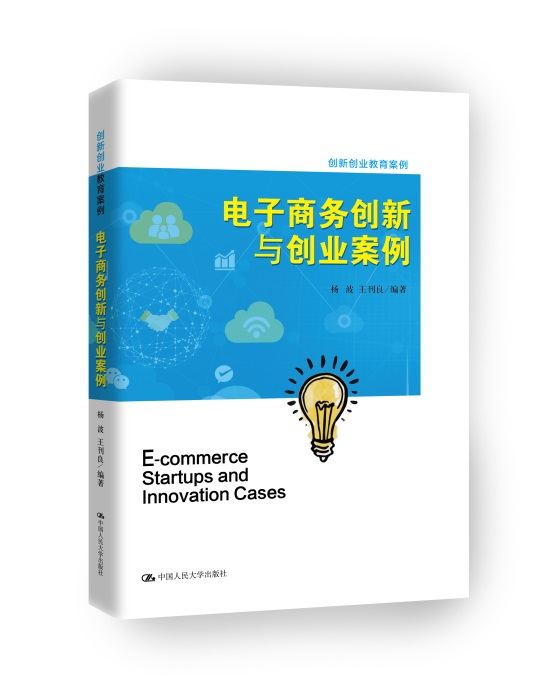 创新创业教育案例
电子商务创新
与创业案例
杨 波 王刊良/编著
E-commerce
Startups and
Innovation Cases
中国人民大学出版社
创新创业教育案例
电子商务创新与创业案例
杨 波 王刊良/编著
中国人民大学出版社